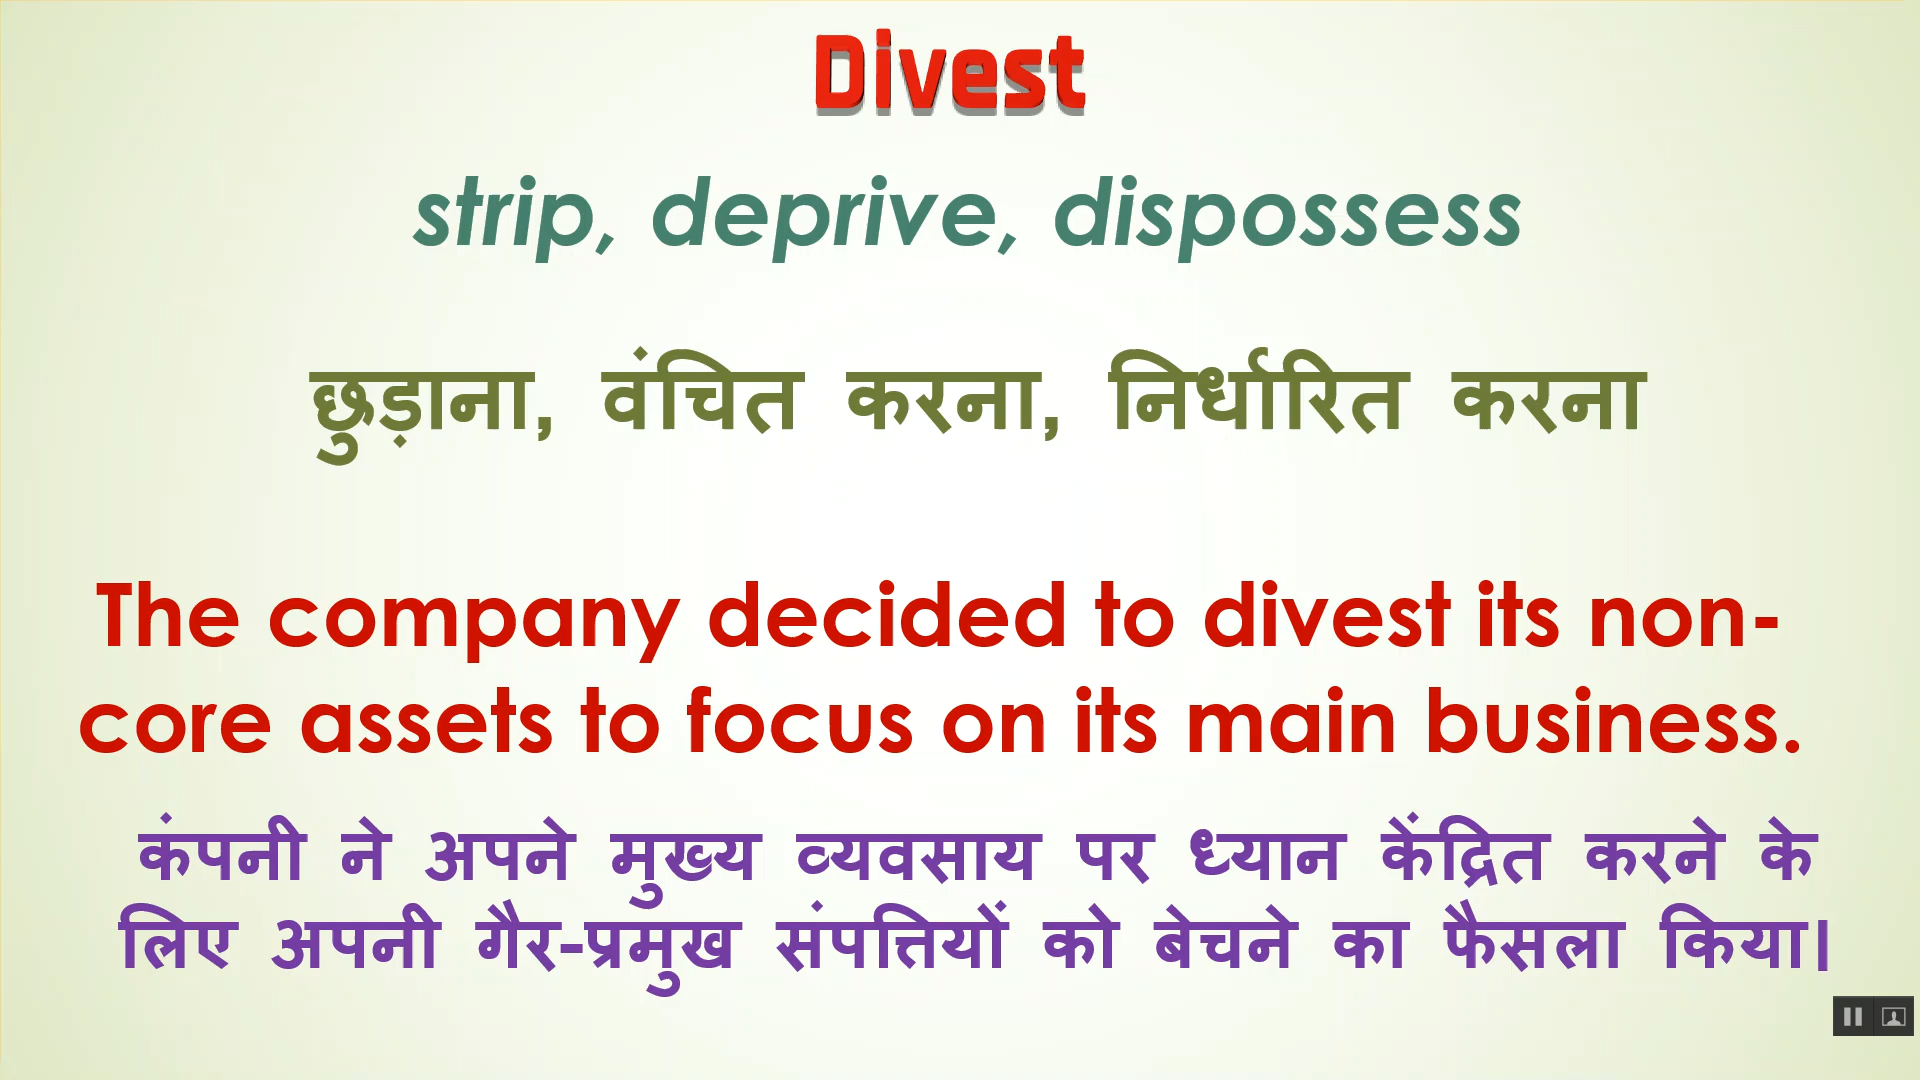 Divest
strip, deprive, dispossess
छुड़ाना, वंचित करना, निर्धारित करना
The company decided to divest its non-
core assets to focus on its main business.
कंपनी ने अपने मुख्य व्यवसाय पर ध्यान केंद्रित करने के
लिए अपनी गैर-प्रमुख संपत्तियों को बेचने का फैसला किया।